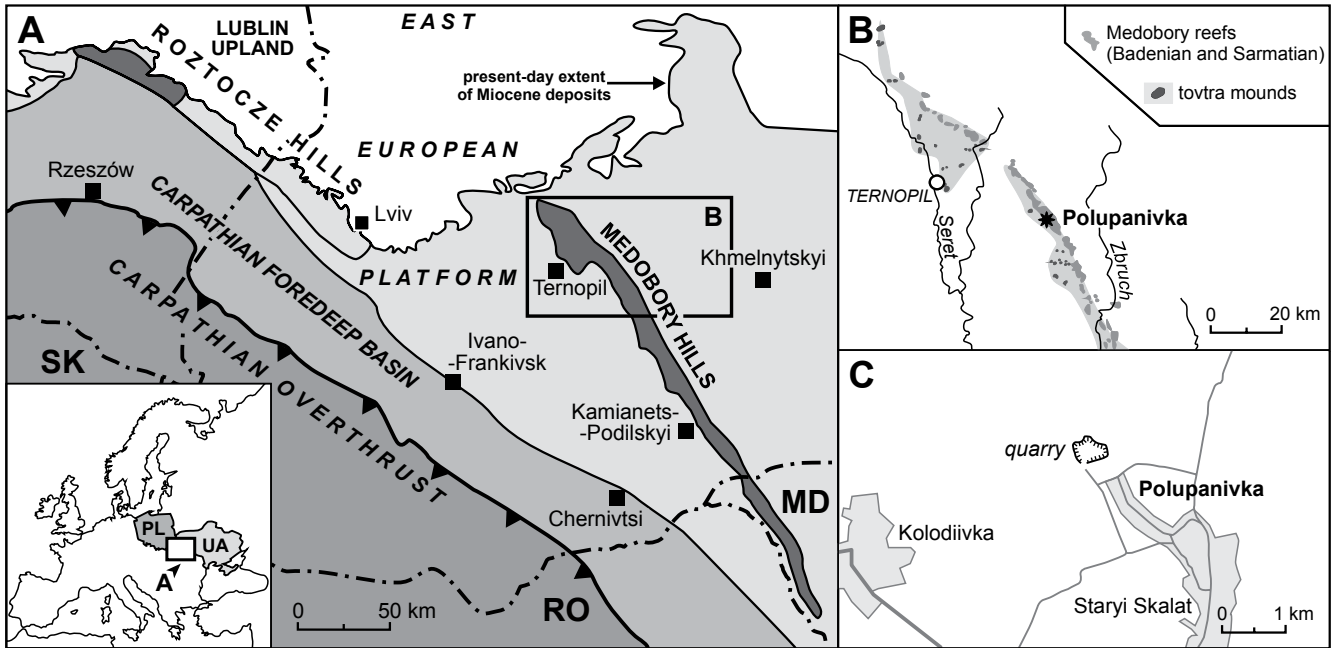 A
LUBLIN
UPLAND
EAST
ROZTOCZE HILLS
present-day extent
of Miocene deposits
EUROPEAN
Rzeszów
Lviv
CARPATHIAN FOREDEEP BASIN
PLATFORM
B
MEDOBORY HILLS
Khmelnytskyi
Ternopil
CARPATHIAN OVERTHRUST
SK
Ivano-
-Frankivsk
Kamianets-
-Podilskyi
MD
Chernivtsi
RO
0 50 km
PL
UA
A
B
Medobory reefs
(Badenian and Sarmatian)
tovtra mounds
TERNOPIL
Seret
Polupanivka
Zbruch
0 20 km
C
quarry
Polupanivka
Kolodiivka
Staryi Skalat
0 1 km